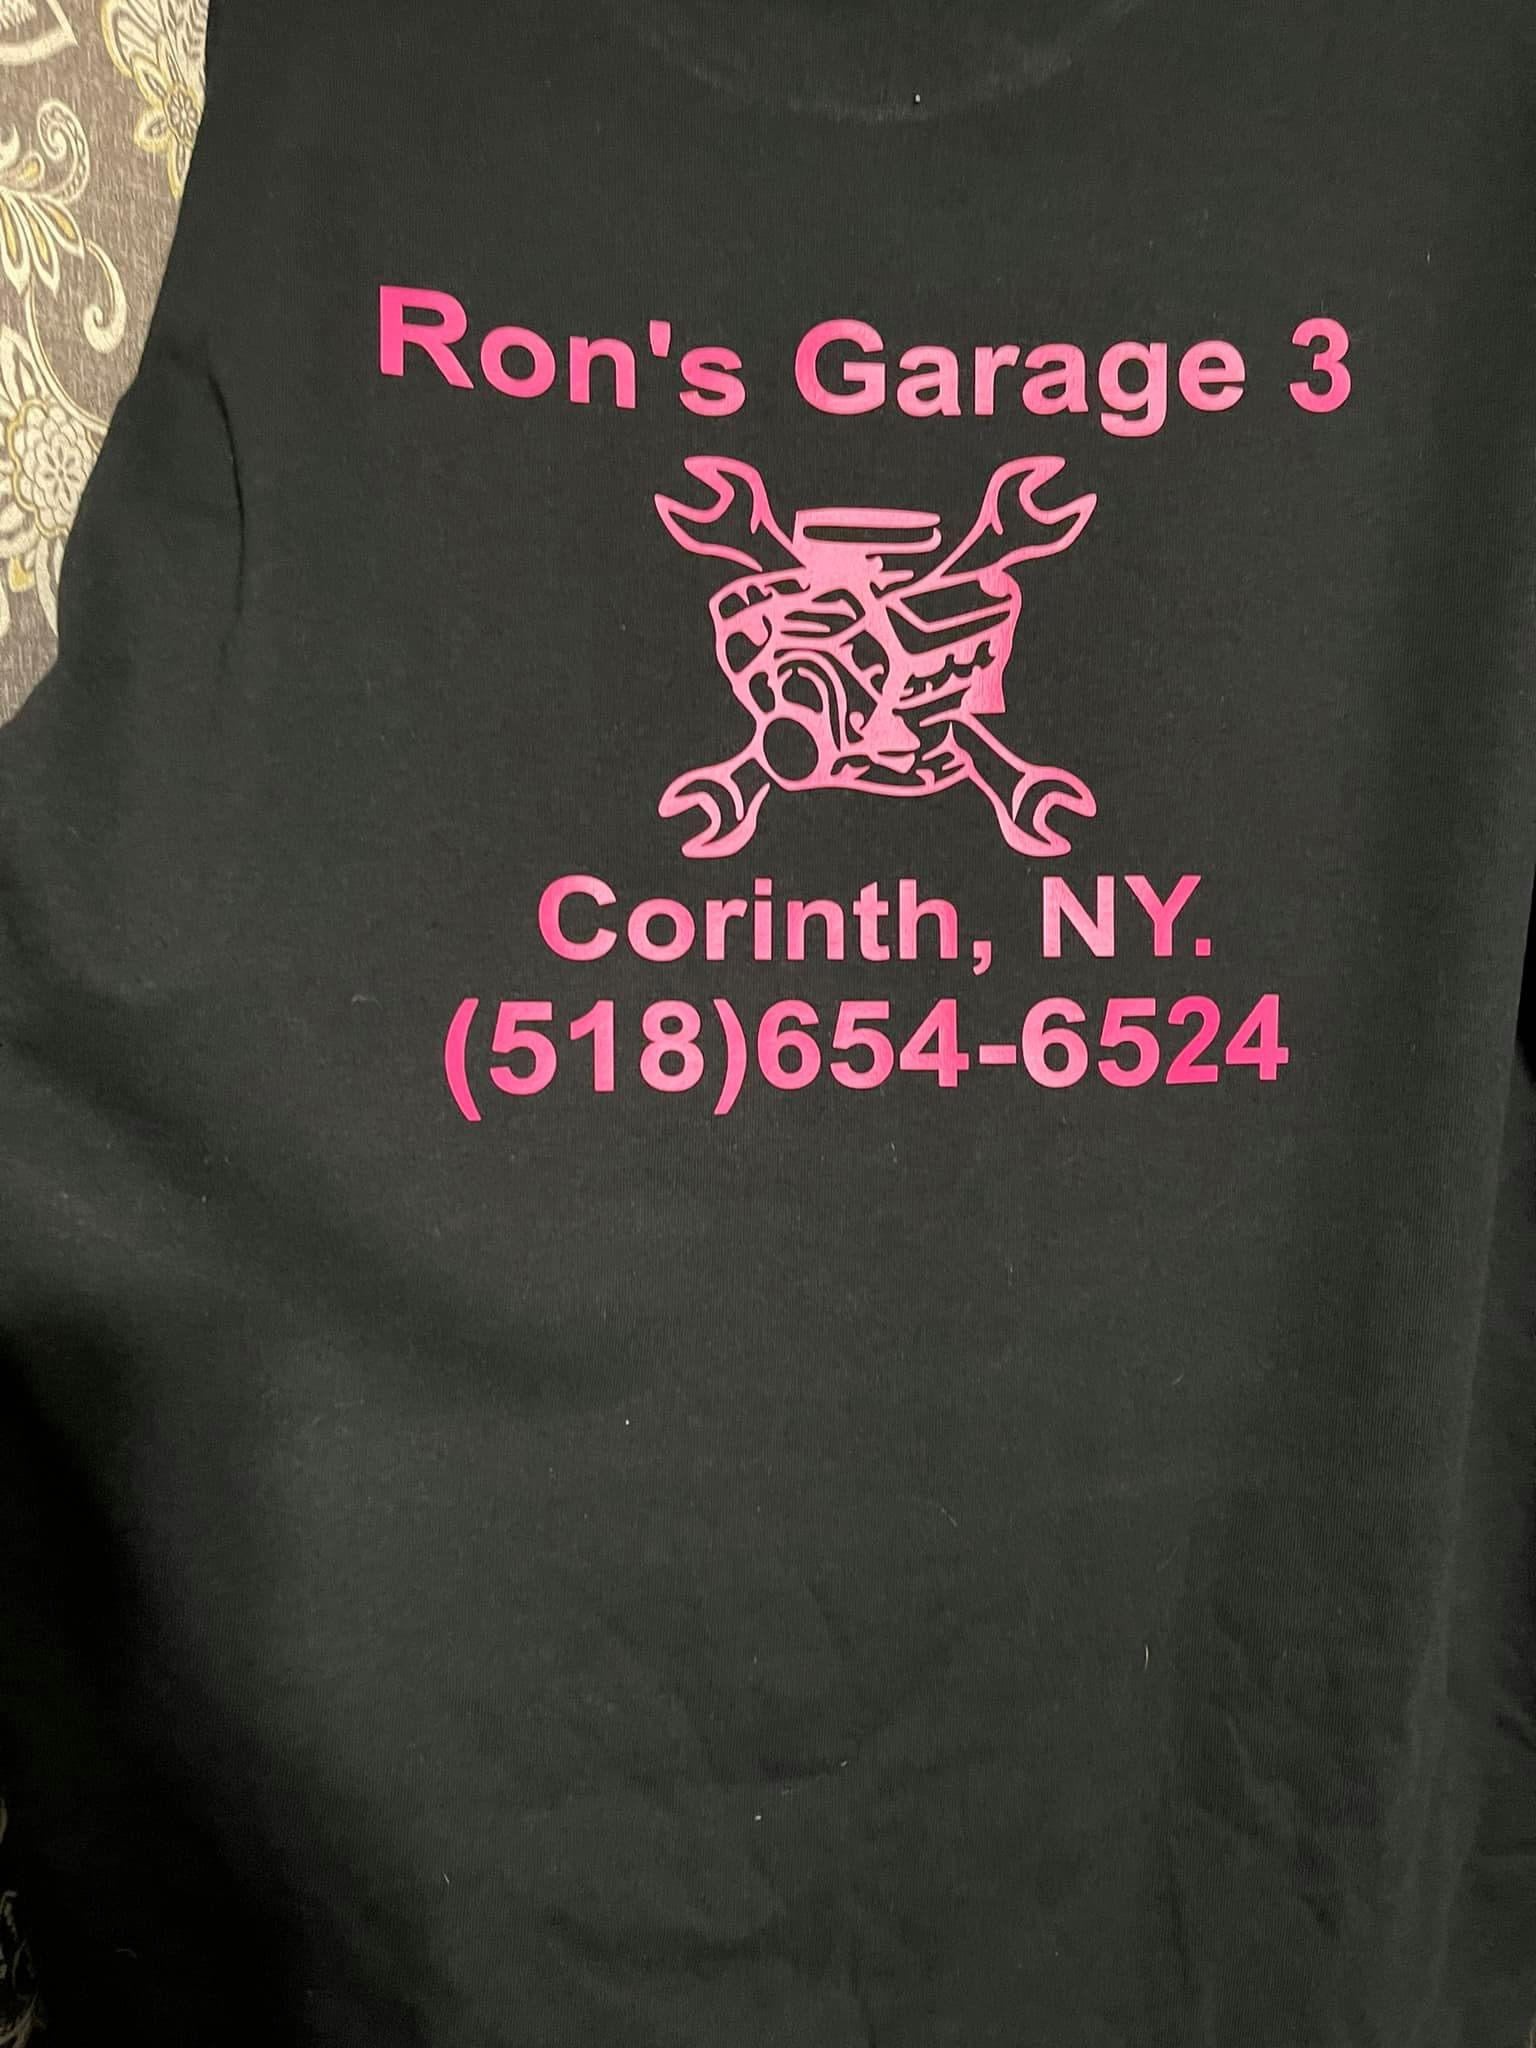 Ron's Garage 3
Corinth, NY.
(518)654-6524